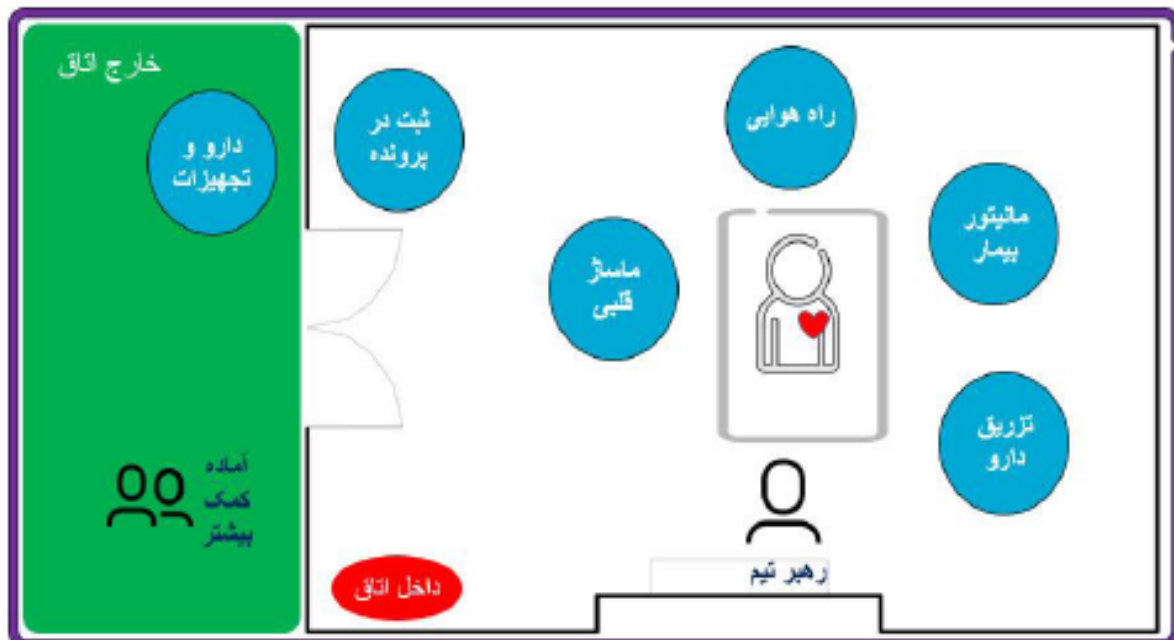 خارج اتاق
دارو و
تجهیزات
ثبت در
پرونده
راه هوایی
مانیتور
بیمار
ماساژ
قلبی
تزریق
دارو
آماده
کمک
بیشتر
رهبر تیم
داخل اتاق